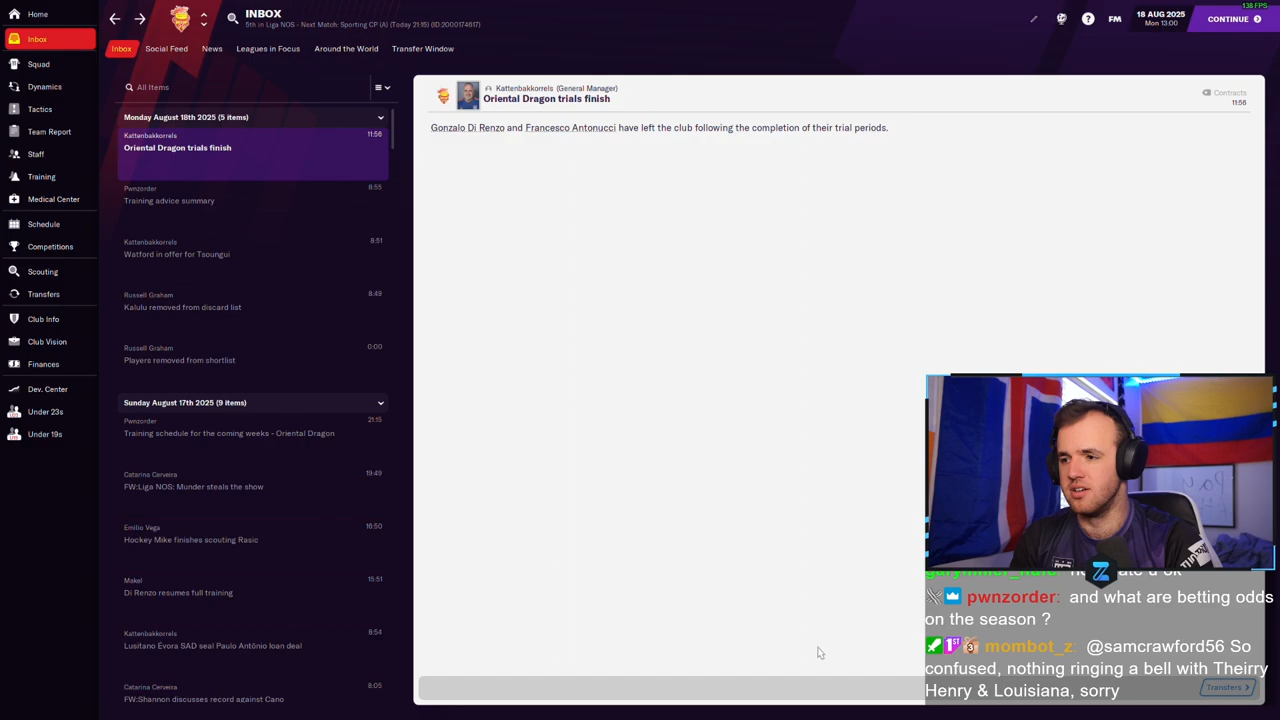 138 FPS
Home
INBOX
5th in Liga NOS - Next Match: Sporting CP (A) (Today 21:15) (ID:2000174617)
FM
18 AUG 2025
Mon 13:00
CONTINUE
Inbox
Inbox
Social Feed
News
Leagues in Focus
Around the World
Transfer Window
Squad
Dynamics
Tactics
Team Report
Staff
Training
Medical Center
Schedule
Competitions
Scouting
Transfers
Club Info
Club Vision
Finances
Dev. Center
Under 23s
Under 19s
All Items
Monday August 18th 2025 (5 items)
Kattenbakkorrels
11:56
Oriental Dragon trials finish
Pwnzorder
8:55
Training advice summary
Kattenbakkorrels
8:51
Watford in offer for Tsoungui
Russell Graham
8:49
Kalulu removed from discard list
Russell Graham
0:00
Players removed from shortlist
Sunday August 17th 2025 (9 items)
Pwnzorder
21:15
Training schedule for the coming weeks - Oriental Dragon
Catarina Cerveira
19:49
FW:Liga NOS: Munder steals the show
Emilio Vega
16:50
Hockey Mike finishes scouting Rasic
Makel
15:51
Di Renzo resumes full training
Kattenbakkorrels
8:54
Lusitano Évora SAD seal Paulo António loan deal
Catarina Cerveira
8:05
FW:Shannon discusses record against Cano
Kattenbakkorrels (General Manager)
Oriental Dragon trials finish
Contracts
11:56
Gonzalo Di Renzo and Francesco Antonucci have left the club following the completion of their trial periods.
Transfers
pwnzorder: and what are betting odds
on the season ?
mombot_z: @samcrawford56 So
confused, nothing ringing a bell with Theirry
Henry & Louisiana, sorry